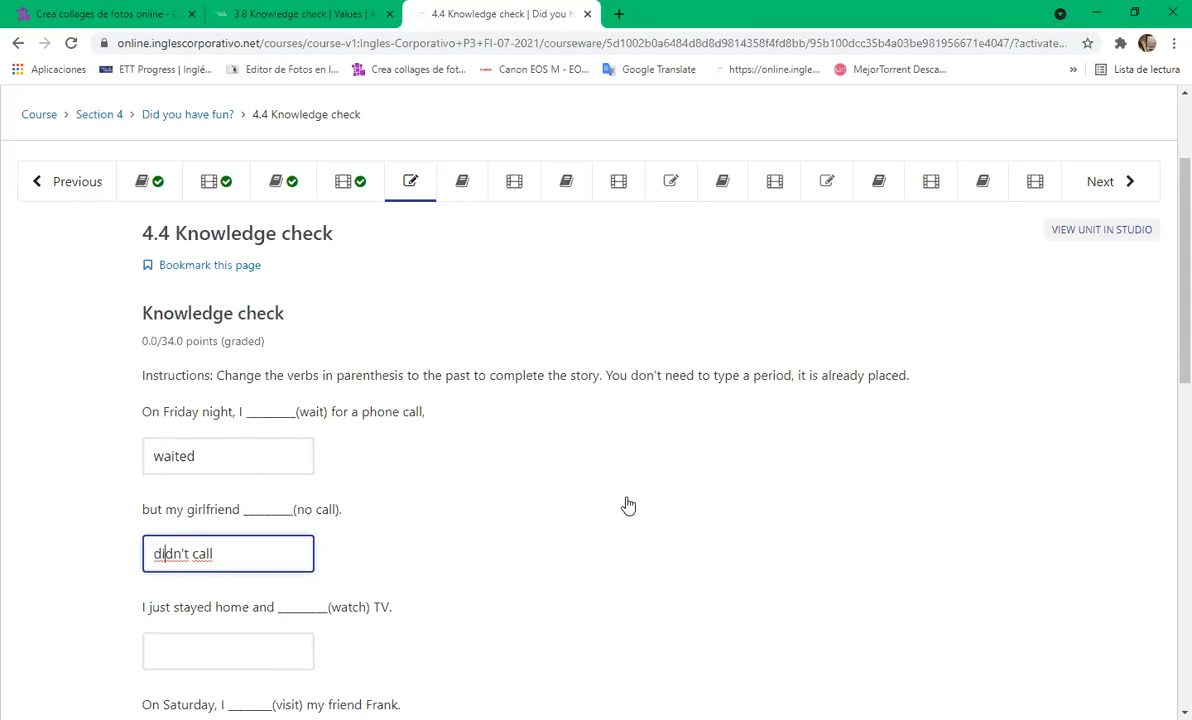 Crea collages de fotos online - C
3.8 Knowledge check | Values | A
4.4 Knowledge check | Did you h
online.inglescorporativo.net/courses/course-v1:Ingles-Corporativo+P3+FI-07-2021/courseware/5d1002b0a6484d8d8d9814358f4fd8bb/95b100dcc35b4a03be981956671e4047/?activate...
Aplicaciones
ETT Progress | Inglé...
Editor de Fotos en l...
Crea collages de fot...
Canon EOS M - EO...
Google Translate
https://online.ingle...
MejorTorrent Desca...
»
Lista de lectura
Course > Section 4 > Did you have fun? > 4.4 Knowledge check
Previous
Next
4.4 Knowledge check
VIEW UNIT IN STUDIO
Bookmark this page
Knowledge check
0.0/34.0 points (graded)
Instructions: Change the verbs in parenthesis to the past to complete the story. You don't need to type a period, it is already placed.
On Friday night, I ________(wait) for a phone call,
waited
but my girlfriend ________(no call).
didn't call
I just stayed home and ________(watch) TV.
On Saturday, I _______(visit) my friend Frank.